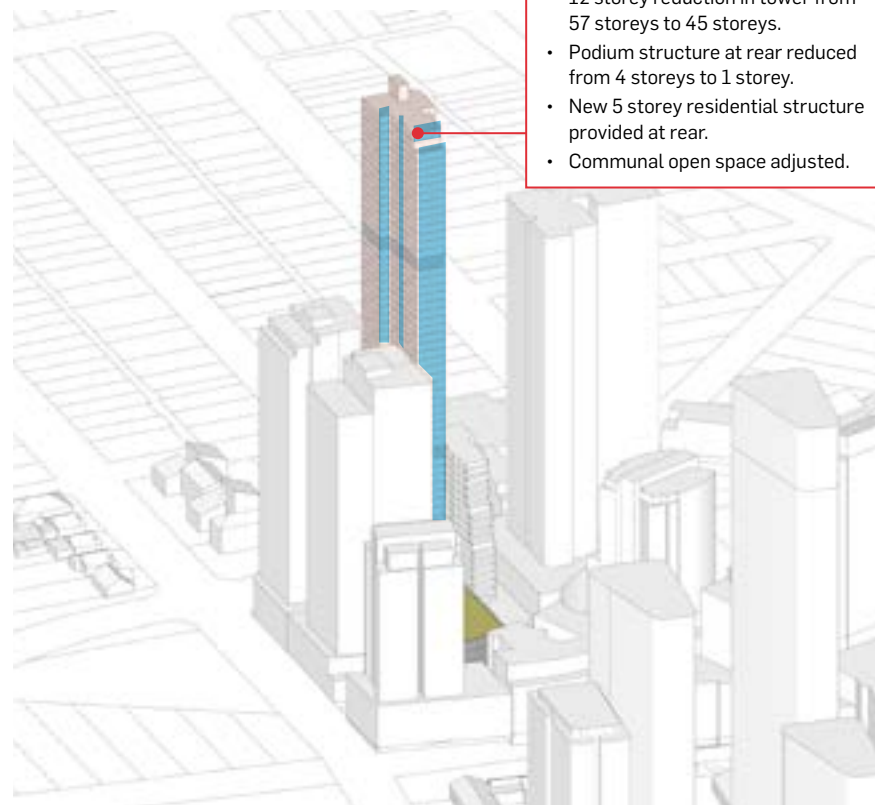 12 storey reduction in tower from
57 storeys to 45 storeys.
• Podium structure at rear reduced
from 4 storeys to 1 storey.
• New 5 storey residential structure
provided at rear.
• Communal open space adjusted.